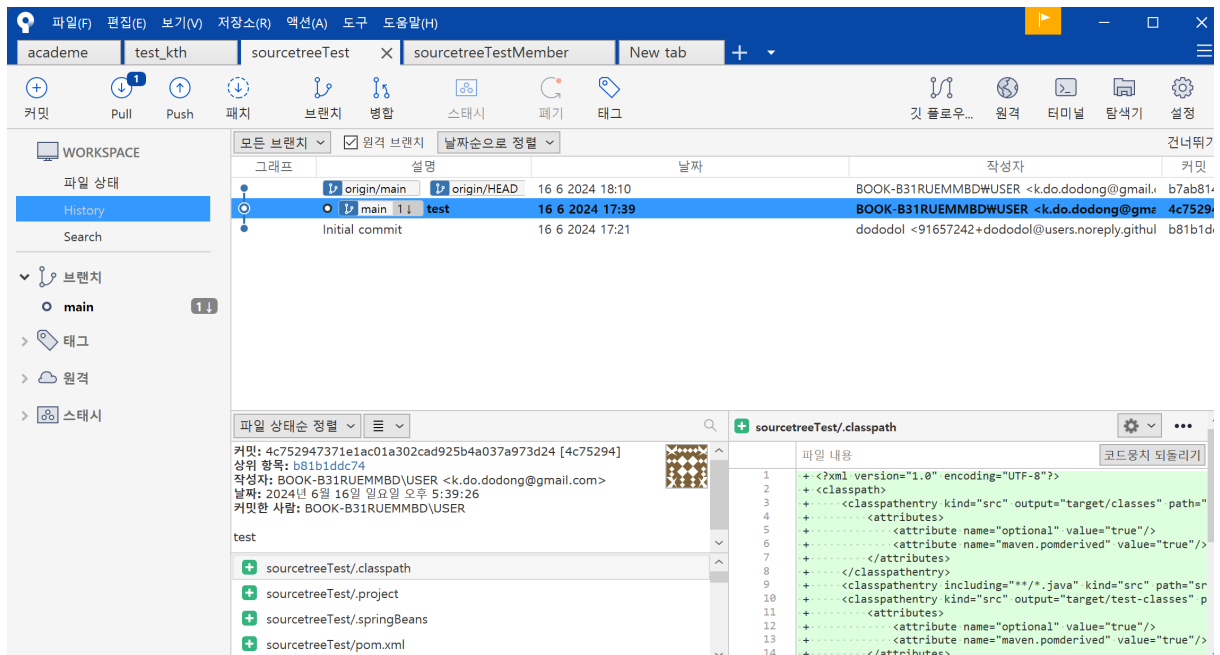 파일(F) 편집(E) 보기(V) 저장소(R) 액션(A) 도구 도움말(H)
academe test_kth sourcetreeTest sourcetreeTestMember New tab
1
커밋 Pull Push 패치 브랜치 병합 스태시 폐기 태그 깃 플로우... 원격 터미널 탐색기 설정
WORKSPACE
파일 상태
History
Search
브랜치
main 1↓
태그
원격
스태시
모든 브랜치 원격 브랜치 날짜순으로 정렬 건너뛰기
그래프 설명 날짜 작성자 커밋
origin/main origin/HEAD 16 6 2024 18:10 BOOK-B31RUEMMBD₩USER <k.do.dodong@gmail.c b7ab814
main 1↓ test 16 6 2024 17:39 BOOK-B31RUEMMBD₩USER <k.do.dodong@gma 4c75294
Initial commit 16 6 2024 17:21 dododol <91657242+dododol@users.noreply.githul b81b1d
파일 상태순 정렬
커밋: 4c752947371e1ac01a302cad925b4a037a973d24 [4c75294]
상위 항목: b81b1ddc74
작성자: BOOK-B31RUEMMBD\USER <k.do.dodong@gmail.com>
날짜: 2024년 6월 16일 일요일 오후 5:39:26
커밋한 사람: BOOK-B31RUEMMBD\USER
test
sourcetreeTest/.classpath
sourcetreeTest/.project
sourcetreeTest/.springBeans
sourcetreeTest/pom.xml
sourcetreeTest/.classpath
파일 내용 코드뭉치 되돌리기
1 + <?xml version="1.0" encoding="UTF-8"?>
2 + <classpath>
3 + <classpathentry kind="src" output="target/classes" path="
4 + <attributes>
5 + <attribute name="optional" value="true"/>
6 + <attribute name="maven.pomderived" value="true"/>
7 + </attributes>
8 + </classpathentry>
9 + <classpathentry including="**/*.java" kind="src" path="sr
10 + <classpathentry kind="src" output="target/test-classes" p
11 + <attributes>
12 + <attribute name="optional" value="true"/>
13 + <attribute name="maven.pomderived" value="true"/>
14 + </attributes>